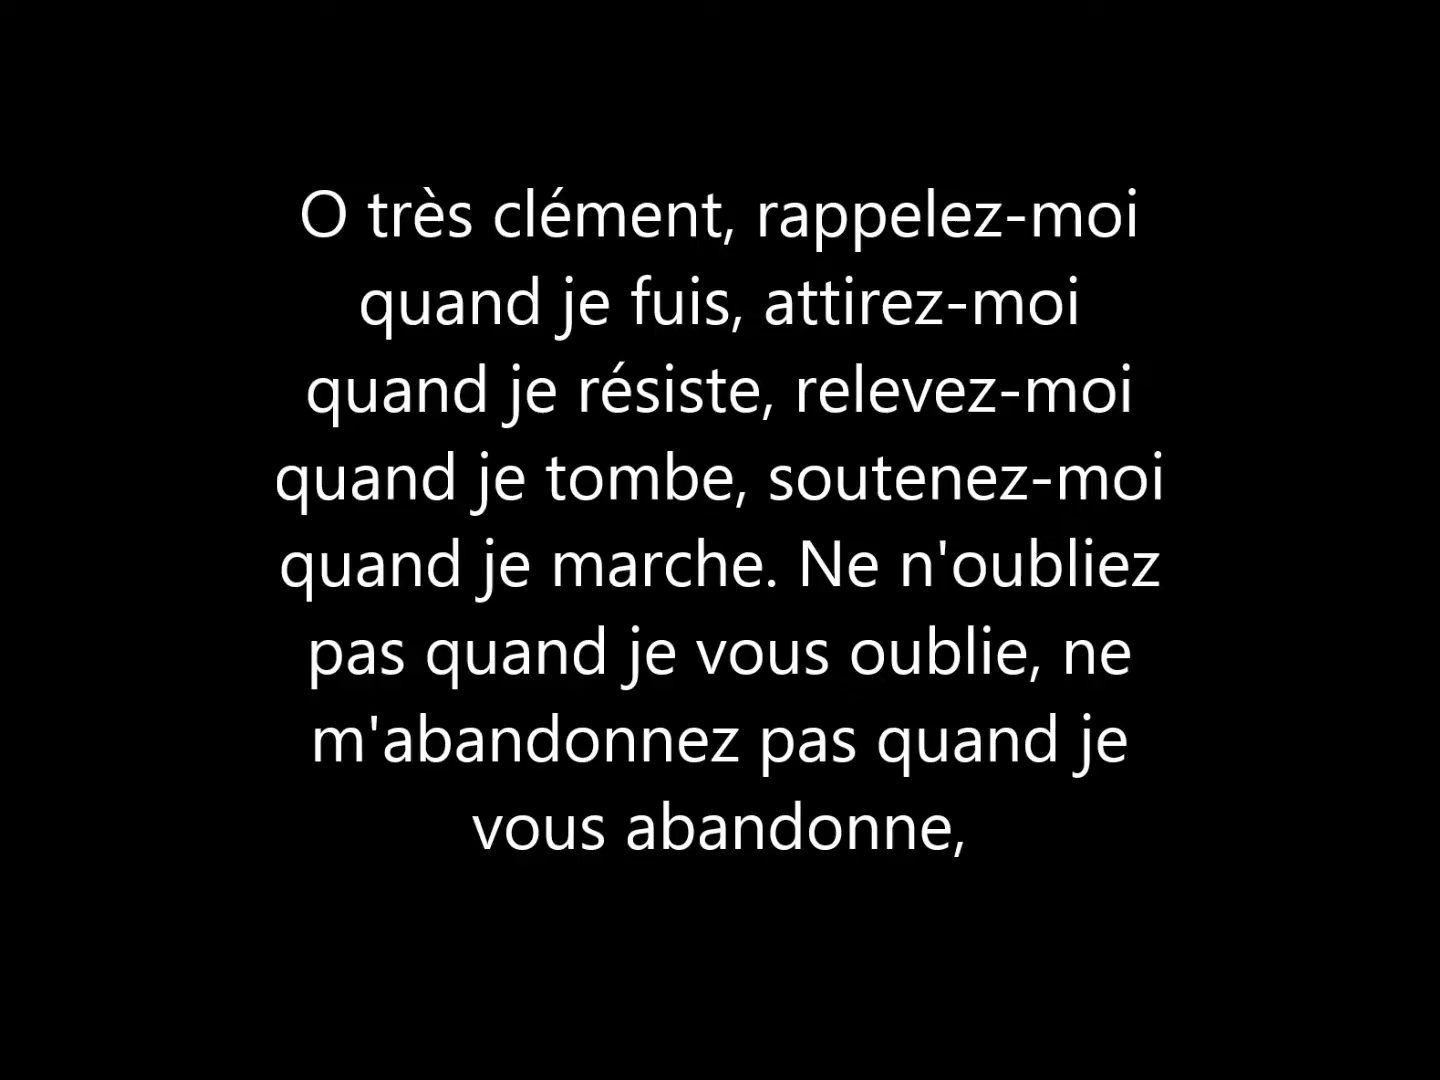 O très clément, rappelez-moi
quand je fuis, attirez-moi
quand je résiste, relevez-moi
quand je tombe, soutenez-moi
quand je marche. Ne n'oubliez
pas quand je vous oublie, ne
m'abandonnez pas quand je
vous abandonne,